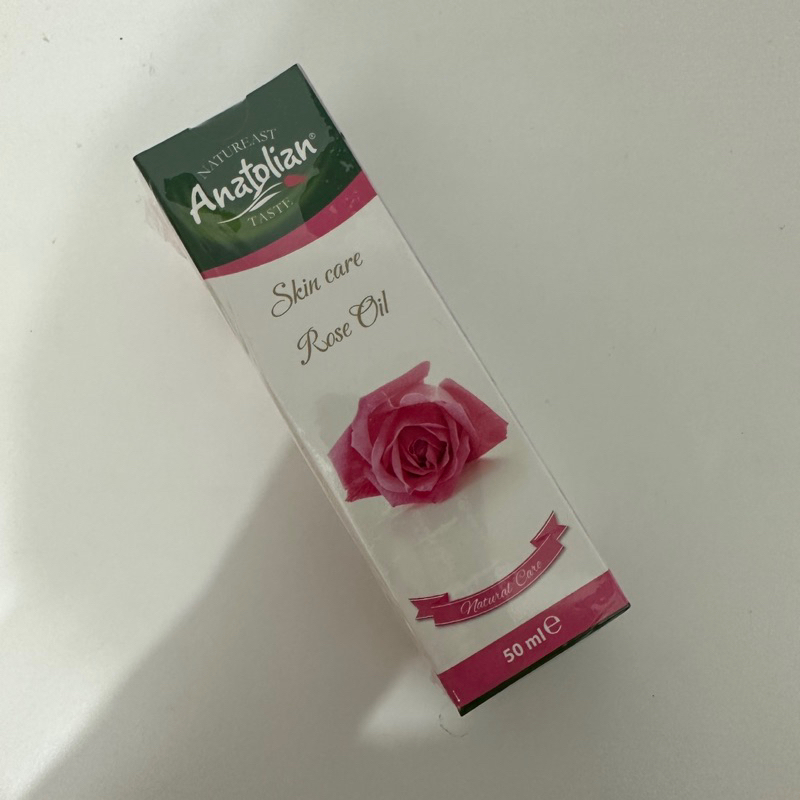 NATUREAST
Anatolian®
TASTE
Skin care
Rose Oil
Natural Care
50 ml ℮